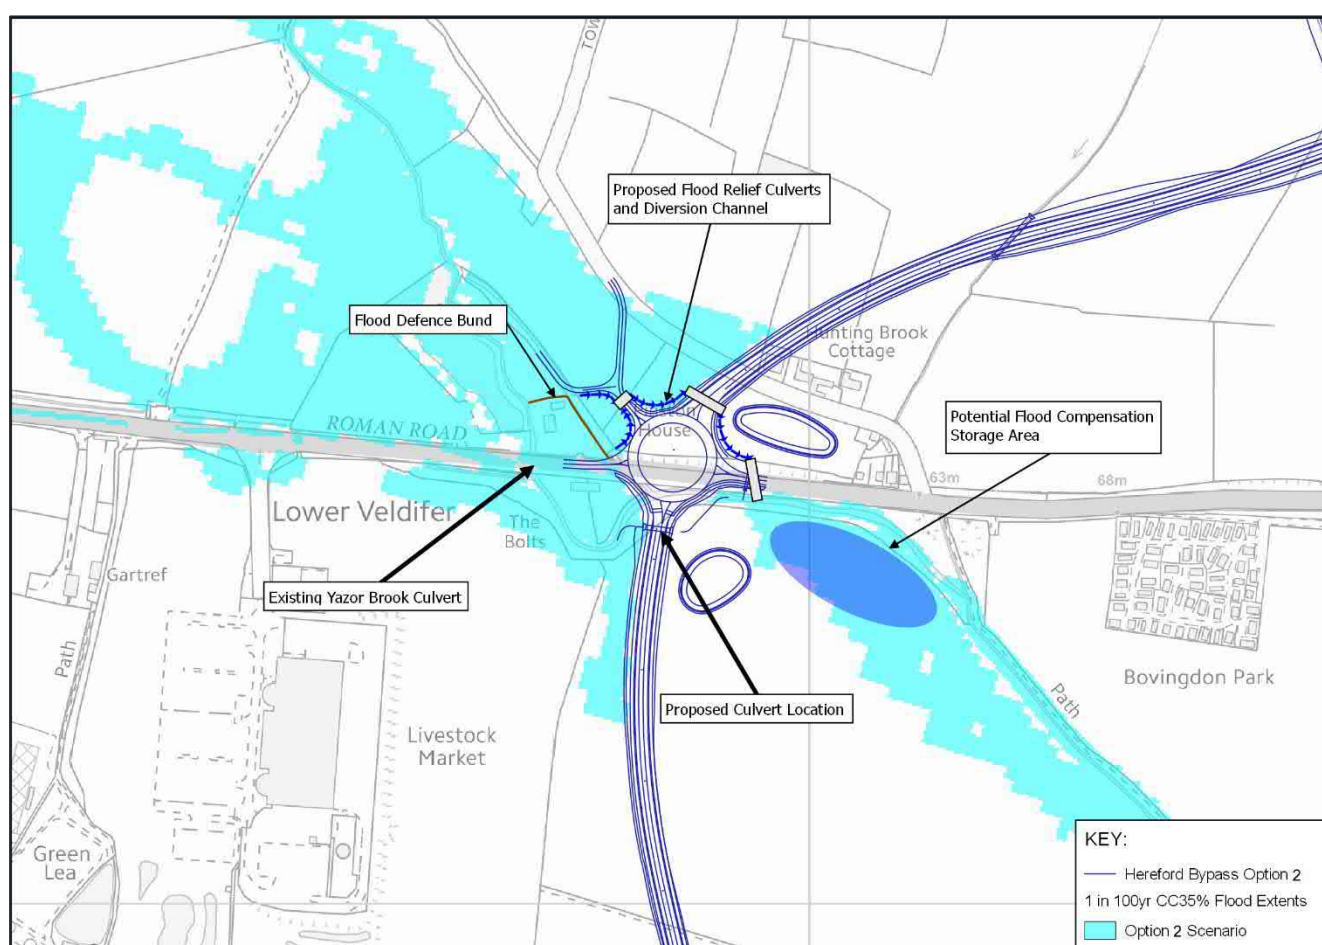 TOW
Proposed Flood Relief Culverts
and Diversion Channel
Flood Defence Bund
Hunting Brook
Cottage
House
Potential Flood Compensation
Storage Area
ROMAN ROAD
63m
68m
Lower Veldifer
The
Bolts
Gartref
Existing Yazor Brook Culvert
Path
Bovingdon Park
Path
Proposed Culvert Location
Livestock
Market
Green
Lea
KEY:
Hereford Bypass Option 2
1 in 100yr CC35% Flood Extents
Option 2 Scenario